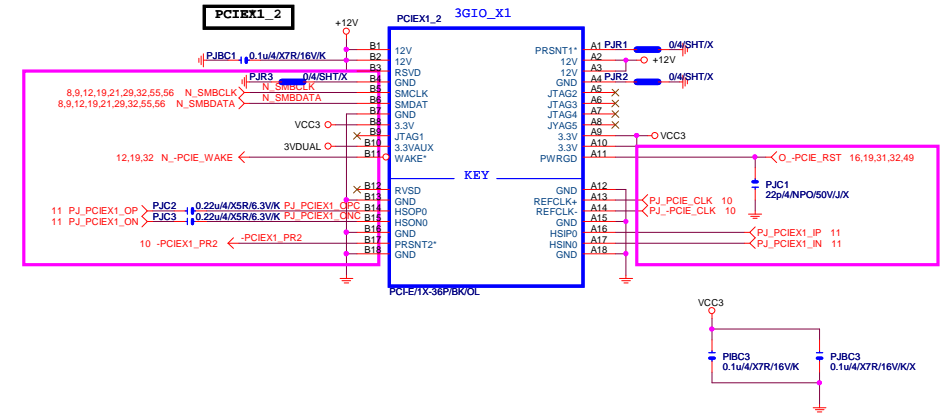 PCIEX1_2
+12V
PCIEX1_2
3GIO_X1
PJBC1 0.1u/4/X7R/16V/K
B1 12V
B2 12V
B3 RSVD
PJR3 0/4/SHT/X
B4 GND
8,9,12,19,21,29,32,55,56 N_SMBCLK
N_SMBCLK
B5 SMCLK
8,9,12,19,21,29,32,55,56 N_SMBDATA
N_SMBDATA
B6 SMDAT
B7 GND
VCC3
B8 3.3V
B9 JTAG1
3VDUAL
B10 3.3VAUX
12,19,32 N_-PCIE_WAKE
B11 WAKE*
KEY
B12 RVSD
B13 GND
11 PJ_PCIEX1_OP PJC2 0.22u/4/X5R/6.3V/K PJ_PCIEX1_OPC
B14 HSOP0
11 PJ_PCIEX1_ON PJC3 0.22u/4/X5R/6.3V/K PJ_PCIEX1_ONC
B15 HSON0
B16 GND
10 -PCIEX1_PR2
-PCIEX1_PR2
B17 PRSNT2*
B18 GND
PRSNT1* A1 PJR1 0/4/SHT/X
12V A2 +12V
12V A3
GND A4 PJR2 0/4/SHT/X
JTAG2 A5
JTAG3 A6
JTAG4 A7
JYAG5 A8
3.3V A9 VCC3
3.3V A10
PWRGD A11 O_-PCIE_RST 16,19,31,32,49
PJC1
22p/4/NPO/50V/J/X
GND A12
REFCLK+ A13 PJ_PCIE_CLK 10
REFCLK- A14 PJ_-PCIE_CLK 10
GND A15
HSIP0 A16 PJ_PCIEX1_IP 11
HSIN0 A17 PJ_PCIEX1_IN 11
GND A18
PCI-E/1X-36P/BK/OL
VCC3
PIBC3
0.1u/4/X7R/16V/K
PJBC3
0.1u/4/X7R/16V/K/X